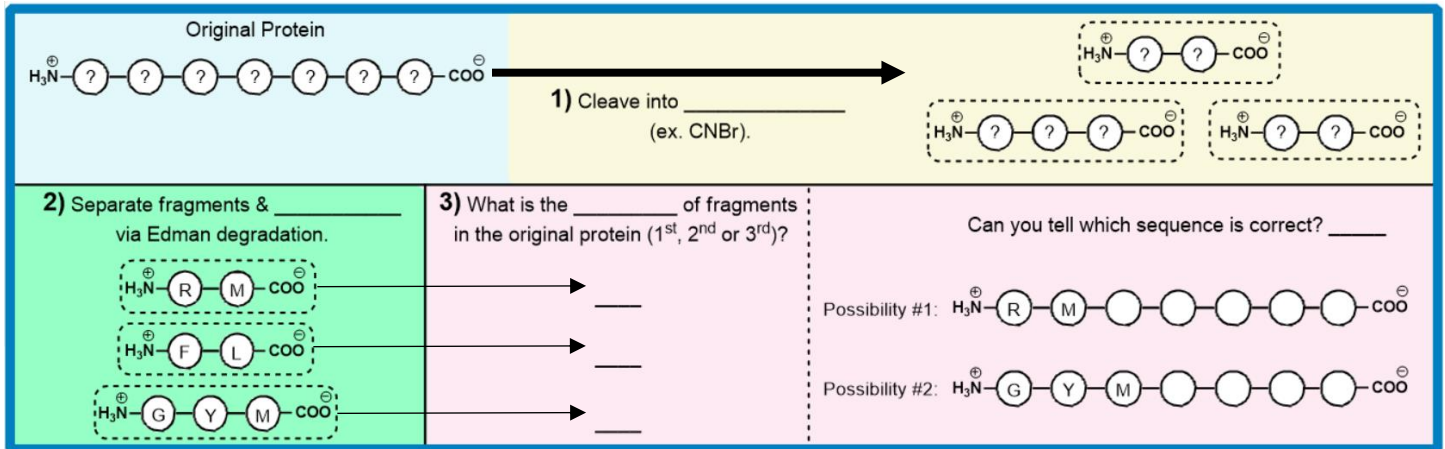 Original Protein
H₃N⊕ ? ? ? ? ? ? ? COO⊖
1) Cleave into ______________
(ex. CNBr).
H₃N⊕ ? ? COO⊖
H₃N⊕ ? ? ? COO⊖
H₃N⊕ ? ? COO⊖
2) Separate fragments & ____________
via Edman degradation.
H₃N⊕ R M COO⊖
H₃N⊕ F L COO⊖
H₃N⊕ G Y M COO⊖
3) What is the __________ of fragments
in the original protein (1st, 2nd or 3rd)?
____
____
____
Can you tell which sequence is correct? _____
Possibility #1: H₃N⊕ R M COO⊖
Possibility #2: H₃N⊕ G Y M COO⊖